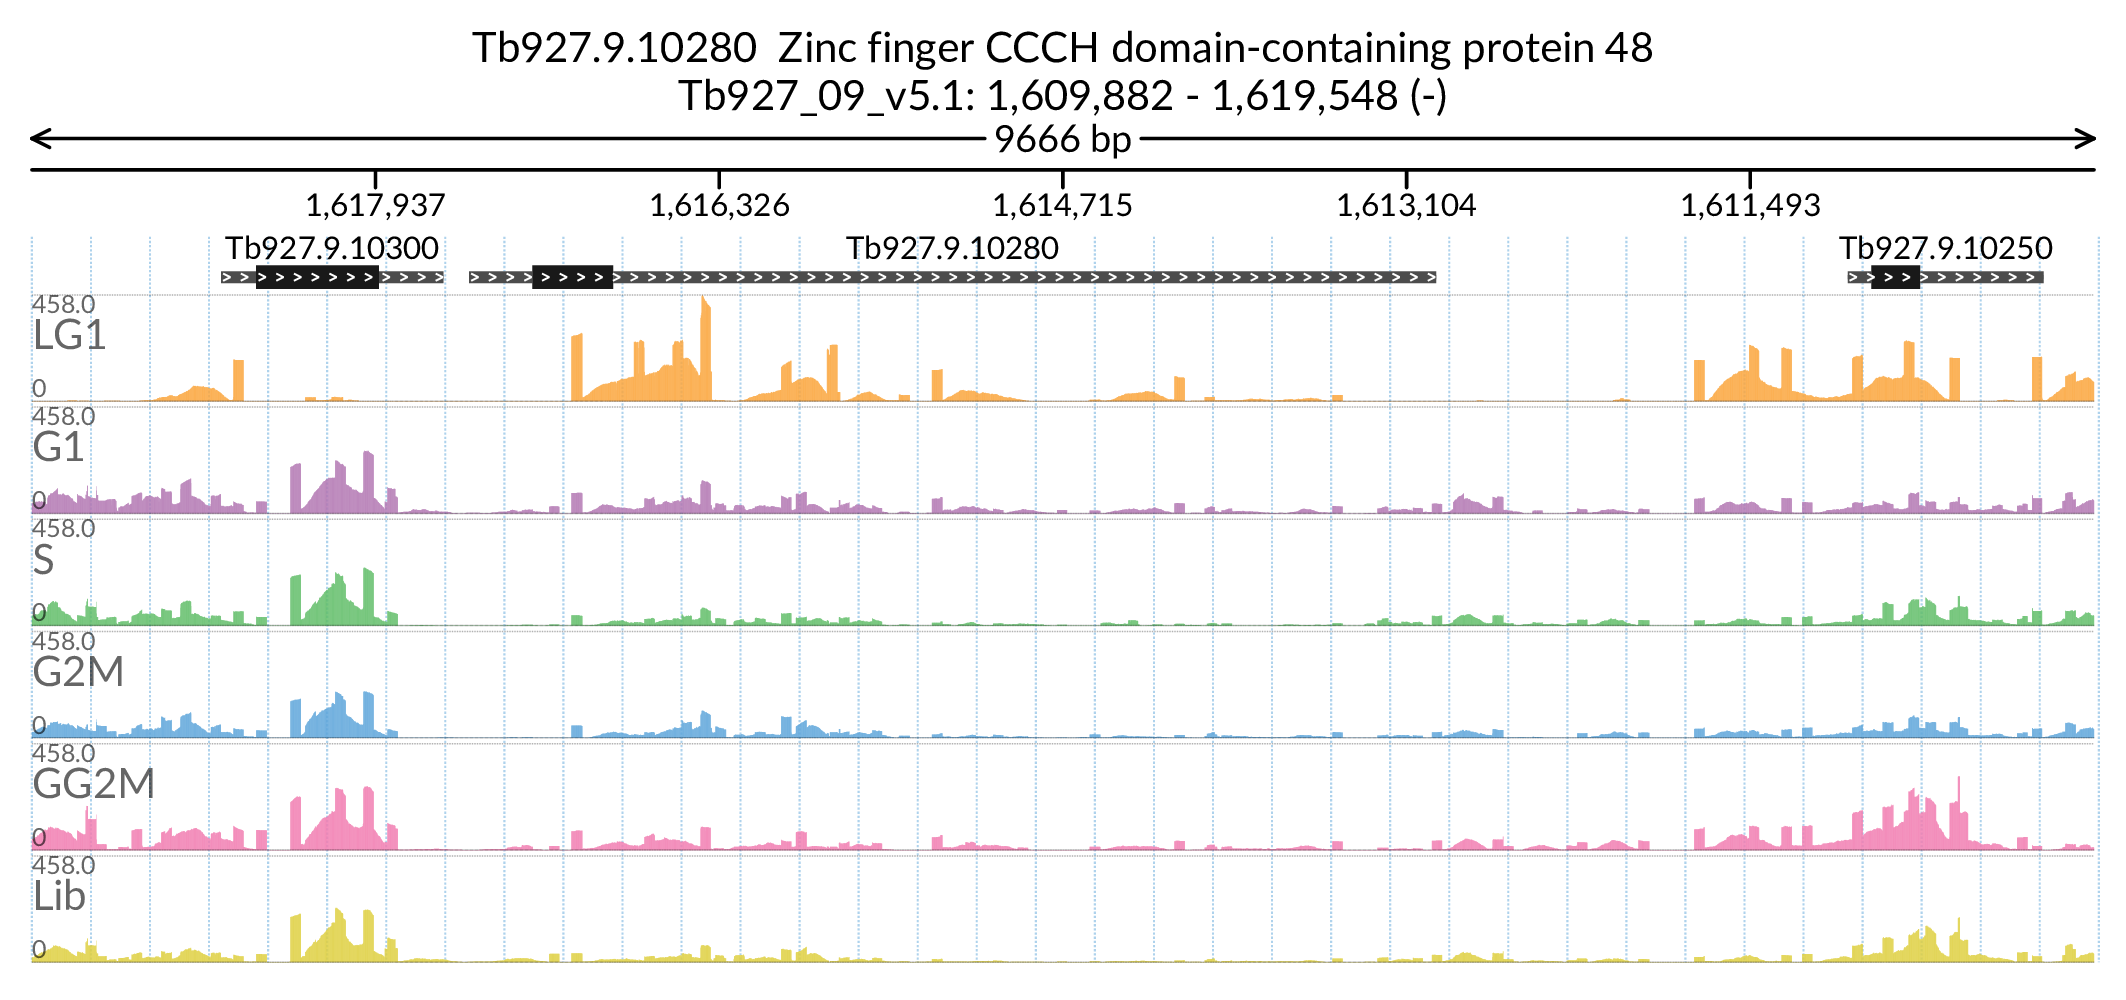 Tb927.9.10280  Zinc finger CCCH domain-containing protein 48
Tb927_09_v5.1: 1,609,882 - 1,619,548 (-)
9666 bp
1,617,937 1,616,326 1,614,715 1,613,104 1,611,493
Tb927.9.10300 Tb927.9.10280 Tb927.9.10250
458.0
LG1
0
458.0
G1
0
458.0
S
0
458.0
G2M
0
458.0
GG2M
0
458.0
Lib
0